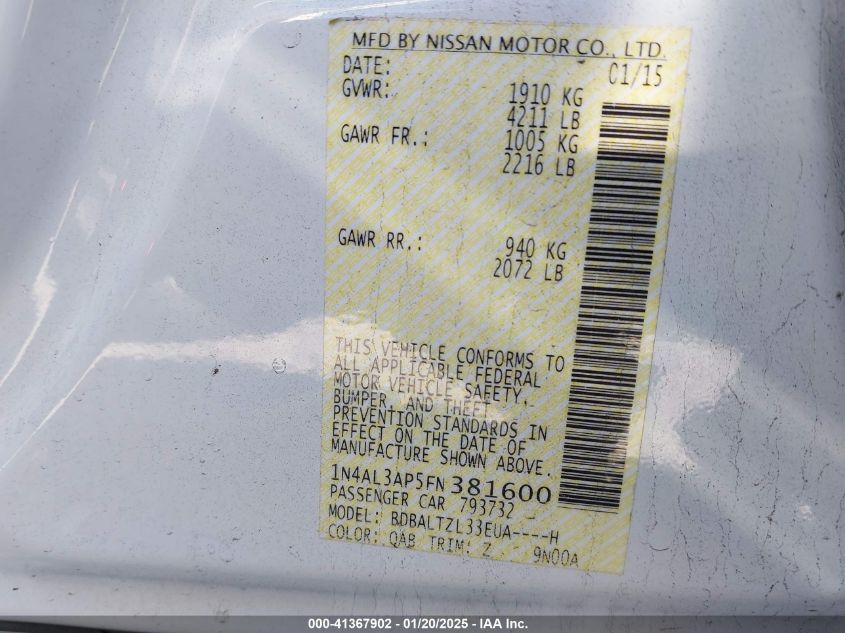 MFD BY NISSAN MOTOR CO., LTD.
DATE: 01/15
GVWR: 1910 KG
4211 LB
GAWR FR.: 1005 KG
2216 LB
GAWR RR.: 940 KG
2072 LB
THIS VEHICLE CONFORMS TO
ALL APPLICABLE FEDERAL
MOTOR VEHICLE SAFETY,
BUMPER, AND THEFT
PREVENTION STANDARDS IN
EFFECT ON THE DATE OF
MANUFACTURE SHOWN ABOVE.
1N4AL3AP5FN381600
PASSENGER CAR 793732
MODEL: BDBALTZL33EUA----H
COLOR: QAB TRIM: Z 9N00A
000-41367902 - 01/20/2025 - IAA Inc.